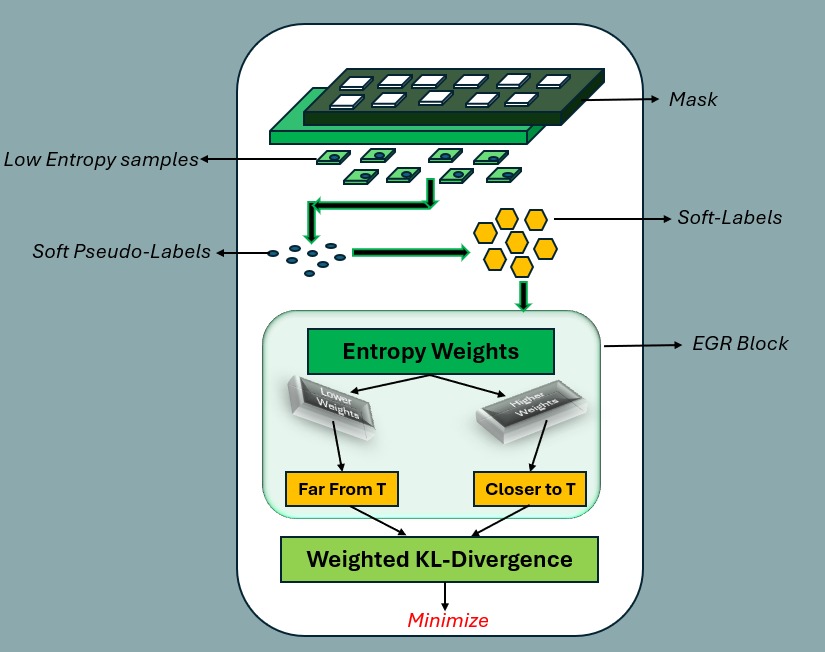 Mask
Low Entropy samples
Soft-Labels
Soft Pseudo-Labels
EGR Block
Entropy Weights
Lower
Weights
Higher
Weights
Far From T
Closer to T
Weighted KL-Divergence
Minimize